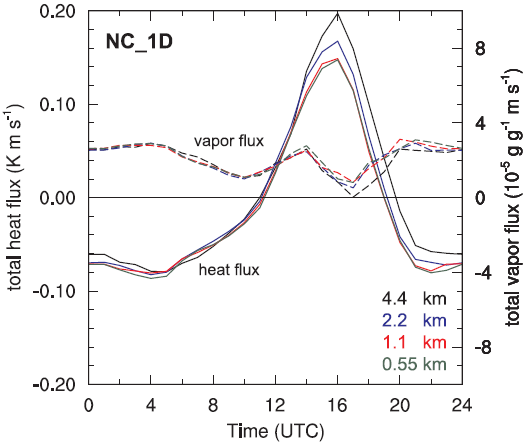 NC_1D
total heat flux (K m s⁻¹)
0.20
0.10
0.00
-0.10
-0.20
vapor flux
heat flux
4.4 km
2.2 km
1.1 km
0.55 km
8
4
0
-4
-8
total vapor flux (10⁻⁵ g g⁻¹ m s⁻¹)
0 4 8 12 16 20 24
Time (UTC)